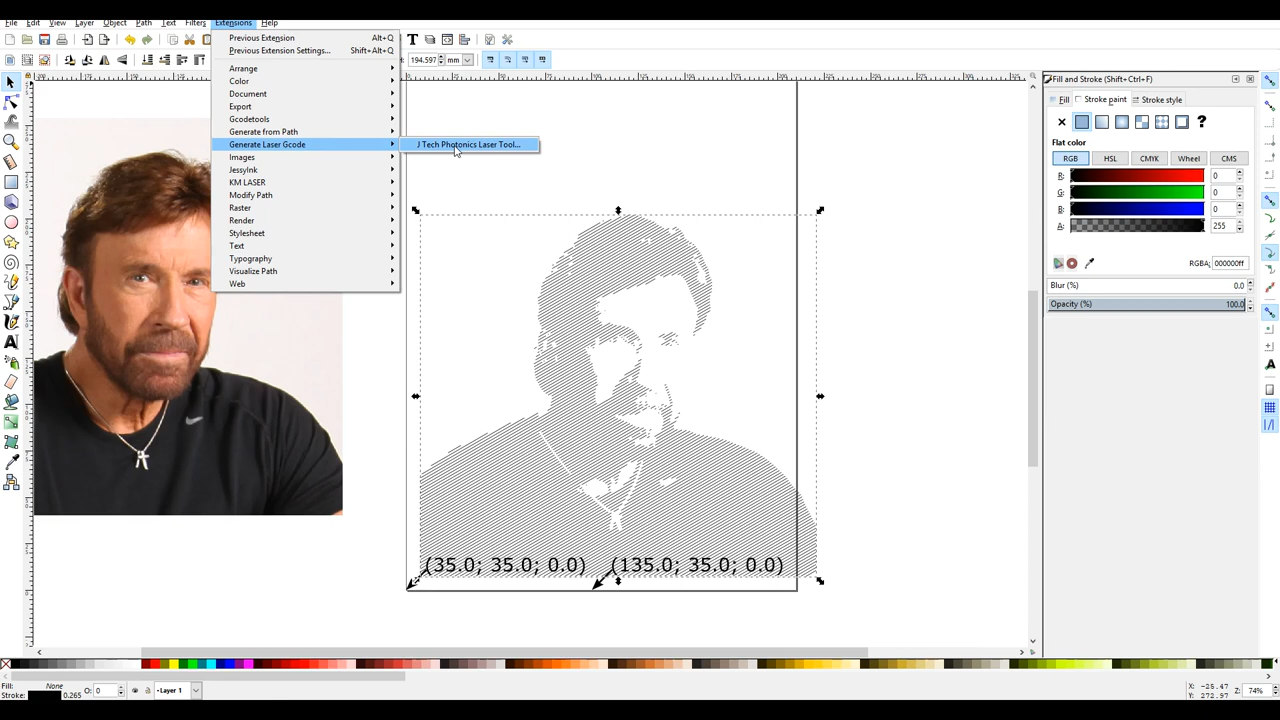 File Edit View Layer Object Path Text Filters Extensions Help
Previous Extension Alt+Q
Previous Extension Settings... Shift+Alt+Q
Arrange
Color
Document
Export
Gcodetools
Generate from Path
Generate Laser Gcode
Images
JessyInk
KM LASER
Modify Path
Raster
Render
Stylesheet
Text
Typography
Visualize Path
Web
J Tech Photonics Laser Tool...
194.597 mm
Fill and Stroke (Shift+Ctrl+F)
Fill Stroke paint Stroke style
Flat color
RGB HSL CMYK Wheel CMS
R: 0
G: 0
B: 0
A: 255
RGBA: 000000ff
Blur (%) 0.0
Opacity (%) 100.0
(35.0; 35.0; 0.0) (135.0; 35.0; 0.0)
Fill: None
Stroke: 0.265
O: 0
Layer 1
X: -25.47
Y: 272.97
Z: 74%